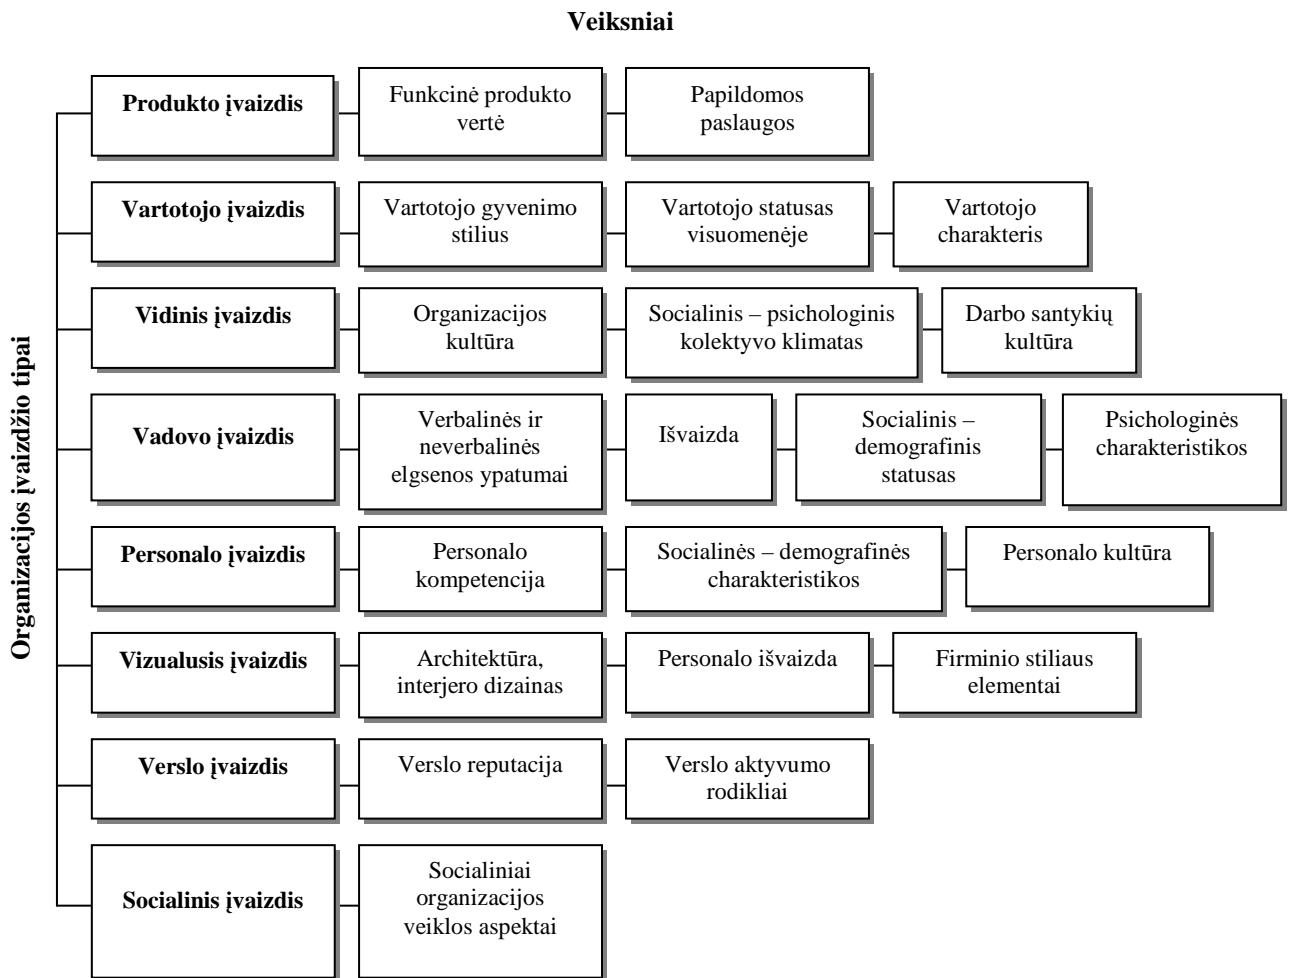 Veiksniai
Organizacijos įvaizdžio tipai
Produkto įvaizdis
Funkcinė produkto
vertė
Papildomos
paslaugos
Vartotojo įvaizdis
Vartotojo gyvenimo
stilius
Vartotojo statusas
visuomenėje
Vartotojo
charakteris
Vidinis įvaizdis
Organizacijos
kultūra
Socialinis – psichologinis
kolektyvo klimatas
Darbo santykių
kultūra
Vadovo įvaizdis
Verbalinės ir
neverbalinės
elgsenos ypatumai
Išvaizda
Socialinis –
demografinis
statusas
Psichologinės
charakteristikos
Personalo įvaizdis
Personalo
kompetencija
Socialinės – demografinės
charakteristikos
Personalo kultūra
Vizualusis įvaizdis
Architektūra,
interjero dizainas
Personalo išvaizda
Firminio stiliaus
elementai
Verslo įvaizdis
Verslo reputacija
Verslo aktyvumo
rodikliai
Socialinis įvaizdis
Socialiniai
organizacijos
veiklos aspektai